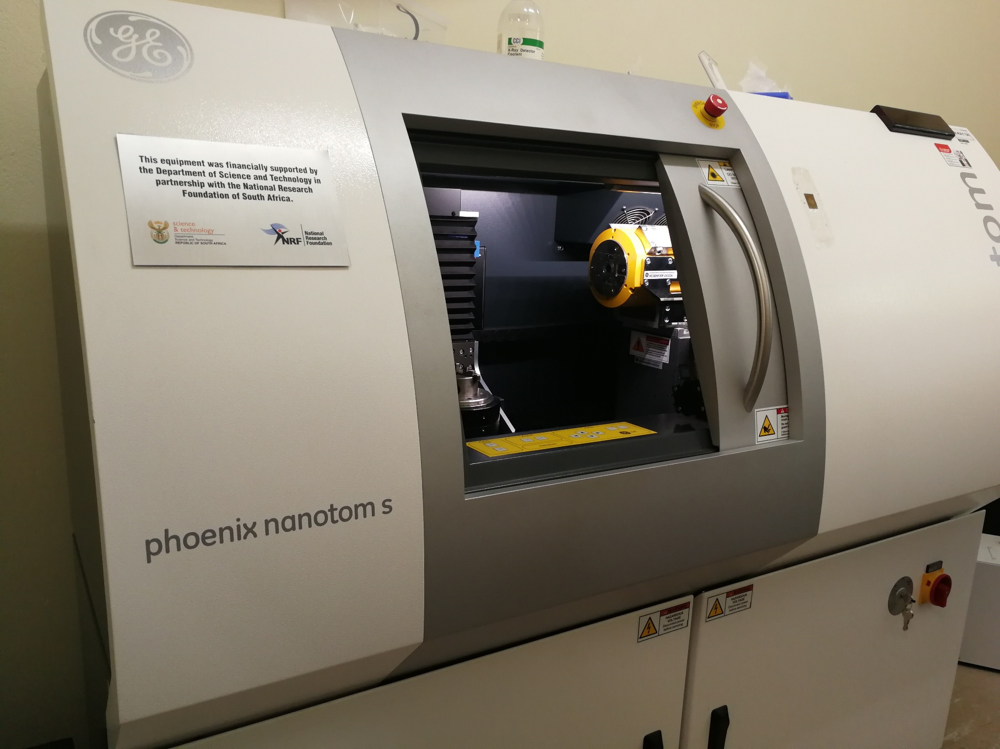 GE
CCI
X-Ray Detector
Coolant
STOP
This equipment was financially supported by
the Department of Science and Technology in
partnership with the National Research
Foundation of South Africa.
science
& technology
Department:
Science and Technology
REPUBLIC OF SOUTH AFRICA
NRF
National
Research
Foundation
tom
phoenix nanotom s
HAZARDOUS
VOLTAGE
Disconnect power
before servicing
HAZARDOUS
VOLTAGE
Disconnect power
before servicing